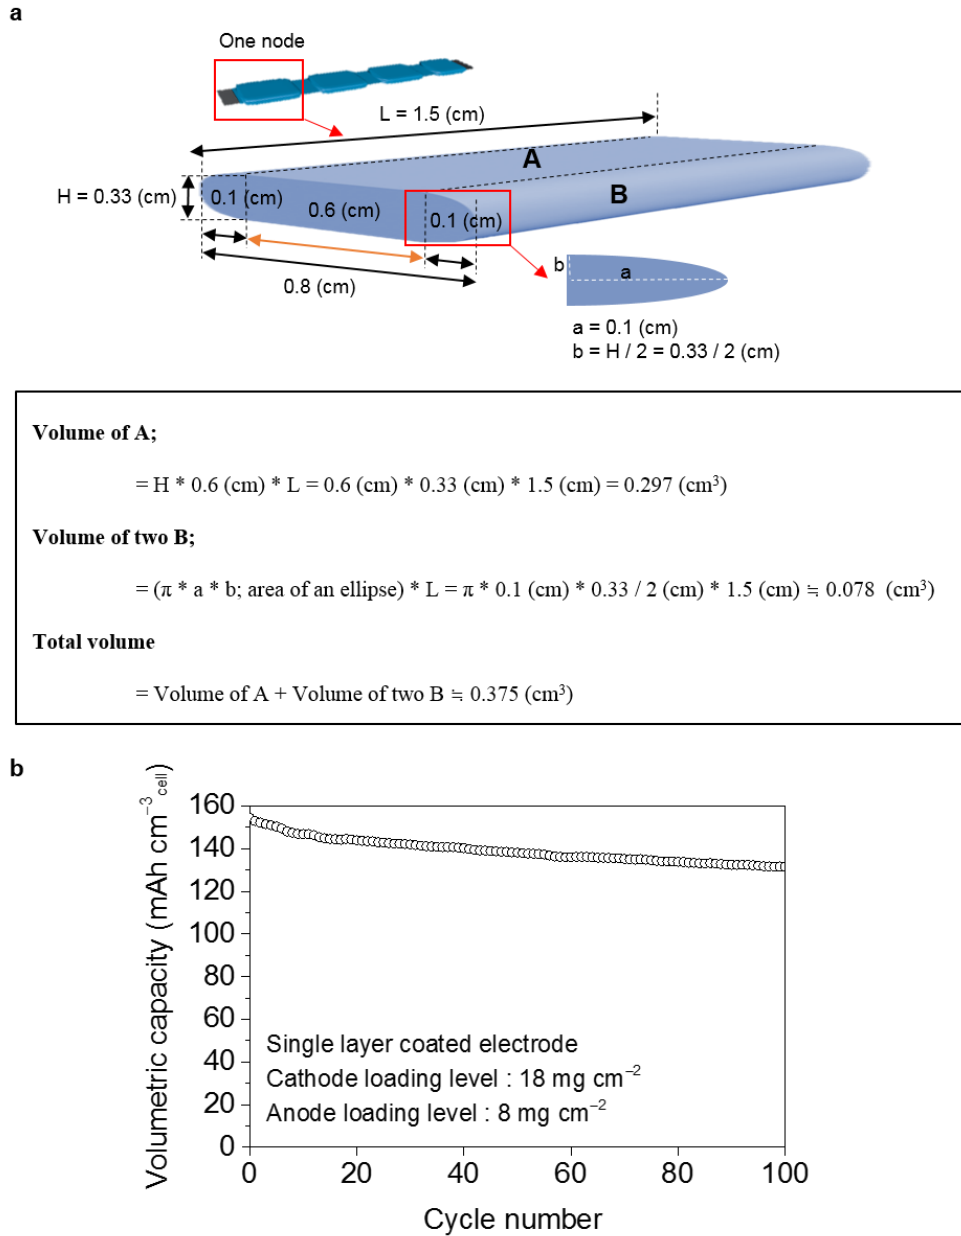 a
One node
L = 1.5 (cm)
A
H = 0.33 (cm)
0.1 (cm)
0.6 (cm)
0.1 (cm)
B
0.8 (cm)
b
a
a = 0.1 (cm)
b = H / 2 = 0.33 / 2 (cm)
Volume of A;
= H * 0.6 (cm) * L = 0.6 (cm) * 0.33 (cm) * 1.5 (cm) = 0.297 (cm³)
Volume of two B;
= (π * a * b; area of an ellipse) * L = π * 0.1 (cm) * 0.33 / 2 (cm) * 1.5 (cm) ≒ 0.078 (cm³)
Total volume
= Volume of A + Volume of two B ≒ 0.375 (cm³)
b
Volumetric capacity (mAh cm⁻³cell)
160
140
120
100
80
60
40
20
0
Single layer coated electrode
Cathode loading level : 18 mg cm⁻²
Anode loading level : 8 mg cm⁻²
0 20 40 60 80 100
Cycle number